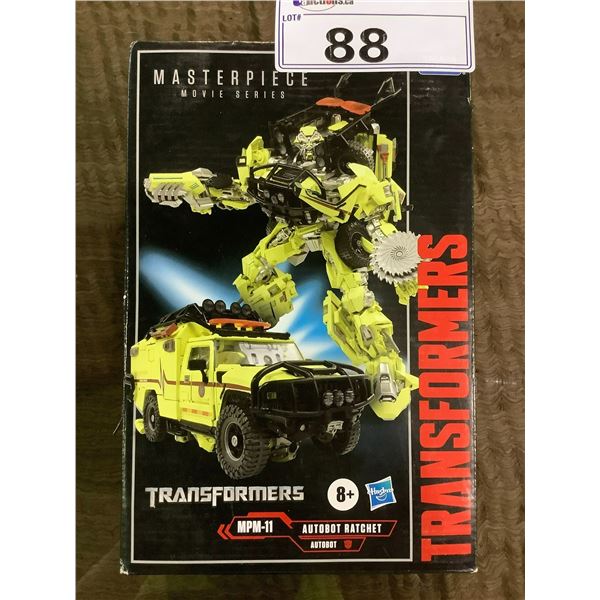 LOT#
88
MASTERPIECE
MOVIE SERIES
TRANSFORMERS
TRANSFORMERS
8+
Hasbro
MPM-11
AUTOBOT RATCHET
AUTOBOT